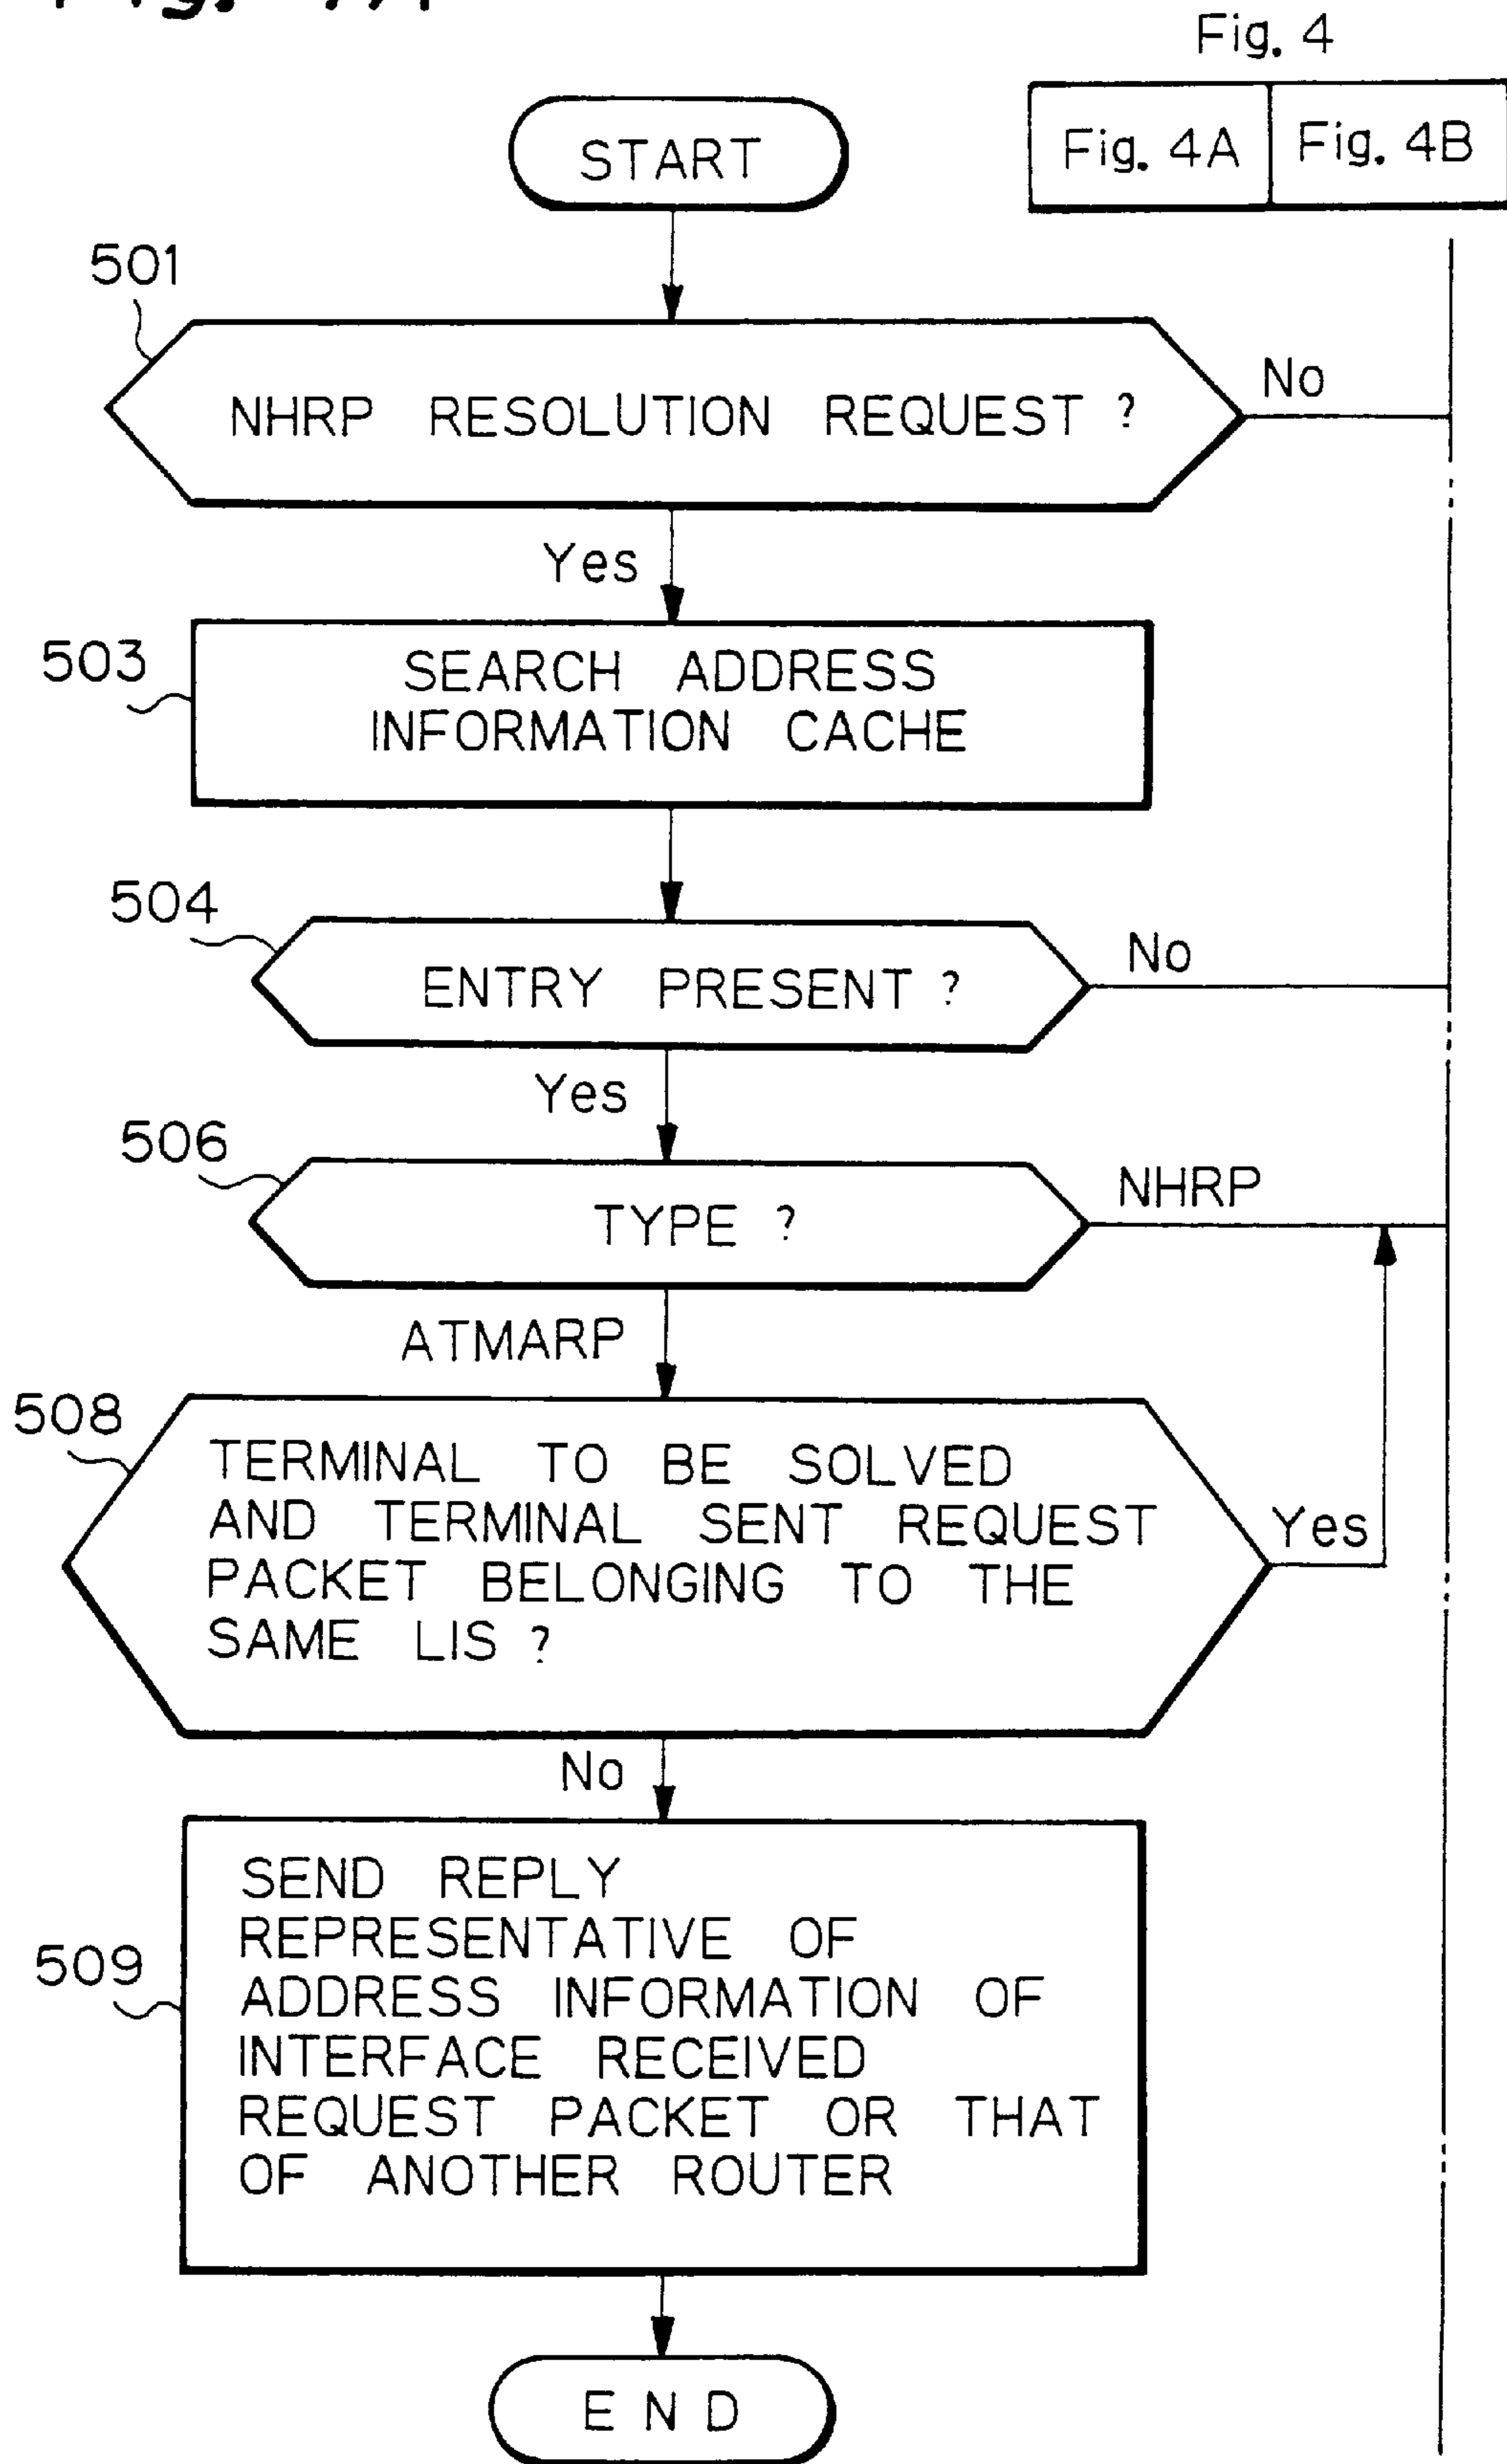 Fig. 4
Fig. 4A
Fig. 4B
START
501
NHRP RESOLUTION REQUEST ?
No
Yes
503
SEARCH ADDRESS
INFORMATION CACHE
504
ENTRY PRESENT ?
No
Yes
506
TYPE ?
NHRP
ATMARP
508
TERMINAL TO BE SOLVED
AND TERMINAL SENT REQUEST
PACKET BELONGING TO THE
SAME LIS ?
Yes
No
509
SEND REPLY
REPRESENTATIVE OF
ADDRESS INFORMATION OF
INTERFACE RECEIVED
REQUEST PACKET OR THAT
OF ANOTHER ROUTER
END